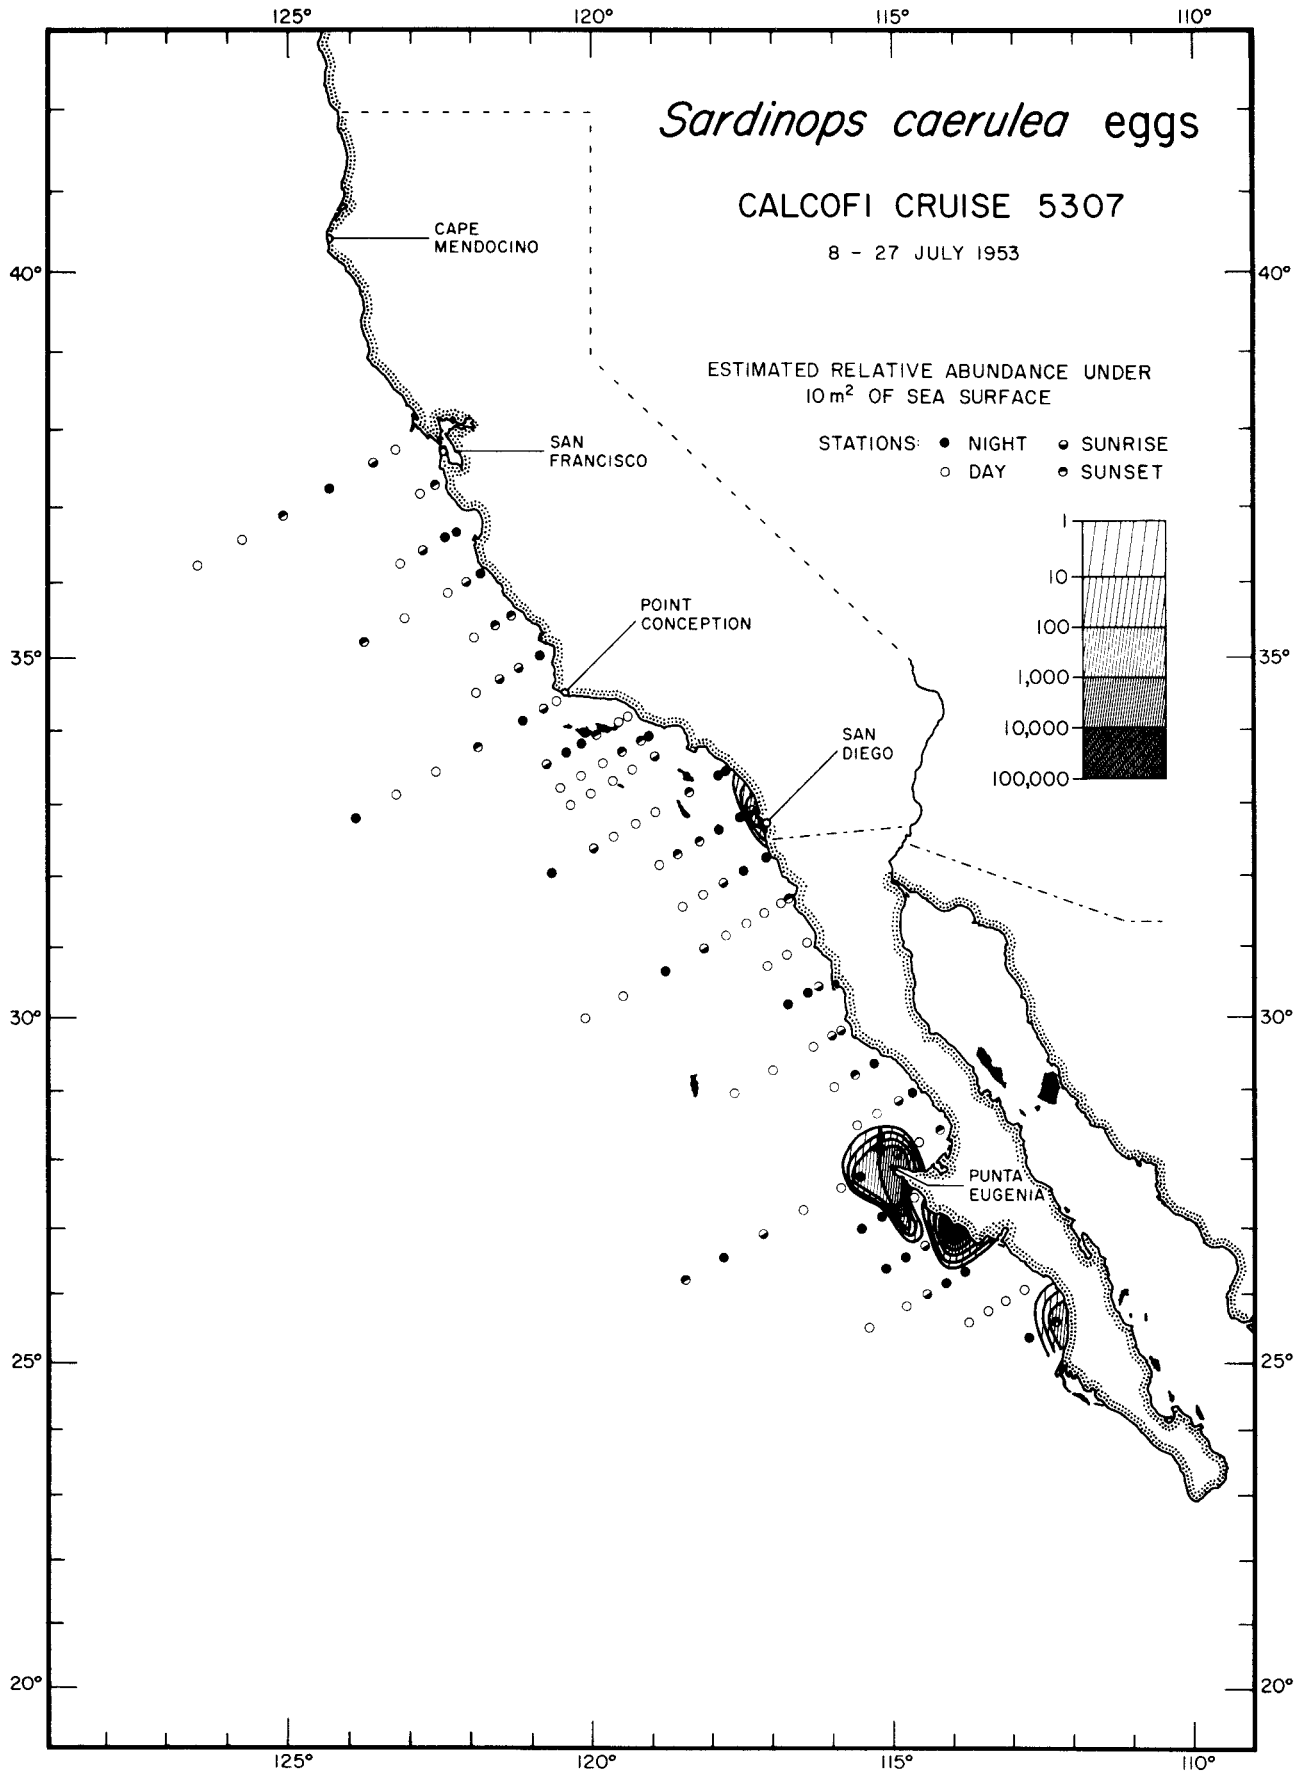 125° 120° 115° 110°
Sardinops caerulea eggs
CALCOFI CRUISE 5307
8 - 27 JULY 1953
CAPE
MENDOCINO
40° 40°
ESTIMATED RELATIVE ABUNDANCE UNDER
10 m² OF SEA SURFACE
STATIONS: ● NIGHT ◒ SUNRISE
○ DAY ◓ SUNSET
SAN
FRANCISCO
1
10
100
1,000
10,000
100,000
POINT
CONCEPTION
35° 35°
SAN
DIEGO
30° 30°
PUNTA
EUGENIA
25° 25°
20° 20°
125° 120° 115° 110°